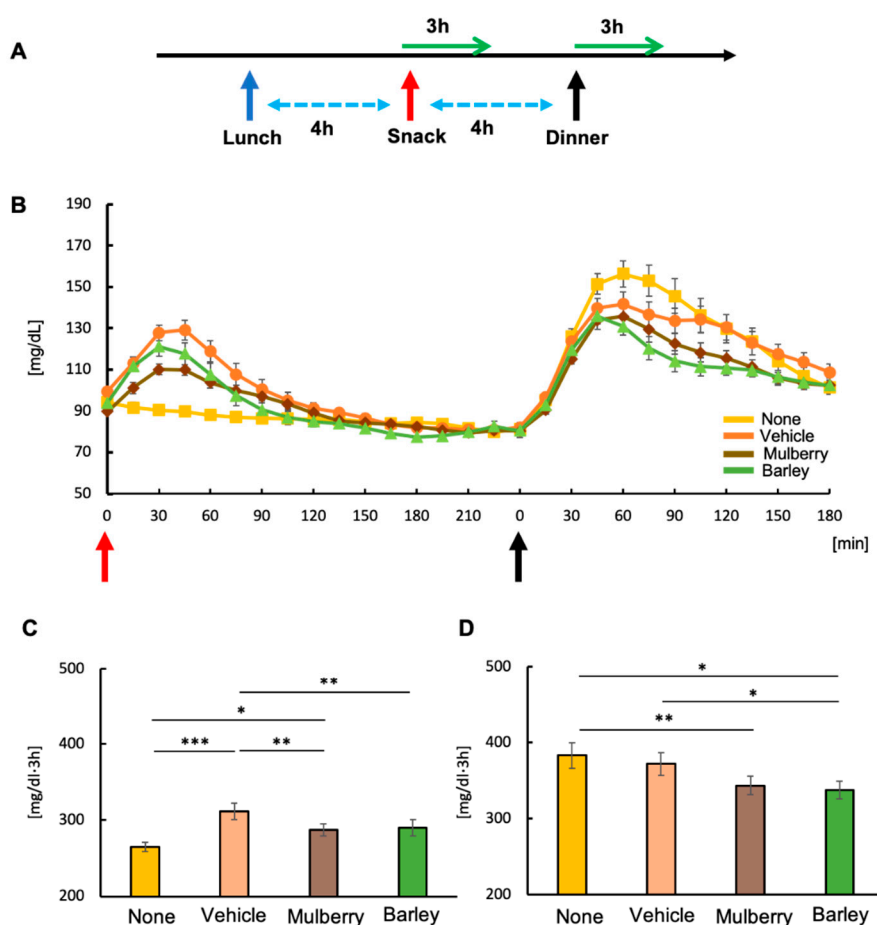 A
3h
3h
4h
4h
Lunch
Snack
Dinner
B
[mg/dL]
190
170
150
130
110
90
70
50
None
Vehicle
Mulberry
Barley
0 30 60 90 120 150 180 210 0 30 60 90 120 150 180
[min]
C
[mg/dl·3h]
500
400
300
200
**
*
*** **
None Vehicle Mulberry Barley
D
[mg/dl·3h]
500
400
300
200
*
*
**
None Vehicle Mulberry Barley